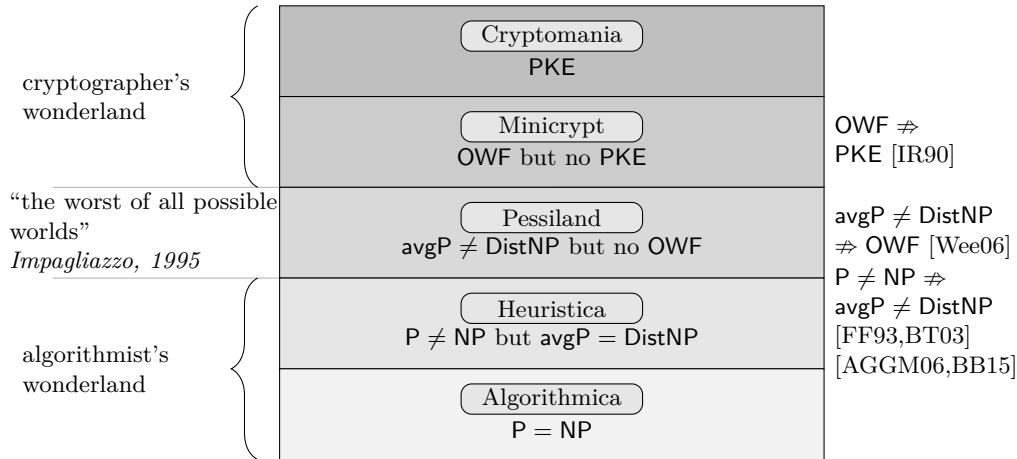 Cryptomania
PKE
cryptographer's
wonderland
Minicrypt
OWF but no PKE
OWF ⇏
PKE [IR90]
“the worst of all possible
worlds”
Impagliazzo, 1995
Pessiland
avgP ≠ DistNP but no OWF
avgP ≠ DistNP
⇏ OWF [Wee06]
Heuristica
P ≠ NP but avgP = DistNP
P ≠ NP ⇏
avgP ≠ DistNP
[FF93,BT03]
[AGGM06,BB15]
algorithmist's
wonderland
Algorithmica
P = NP